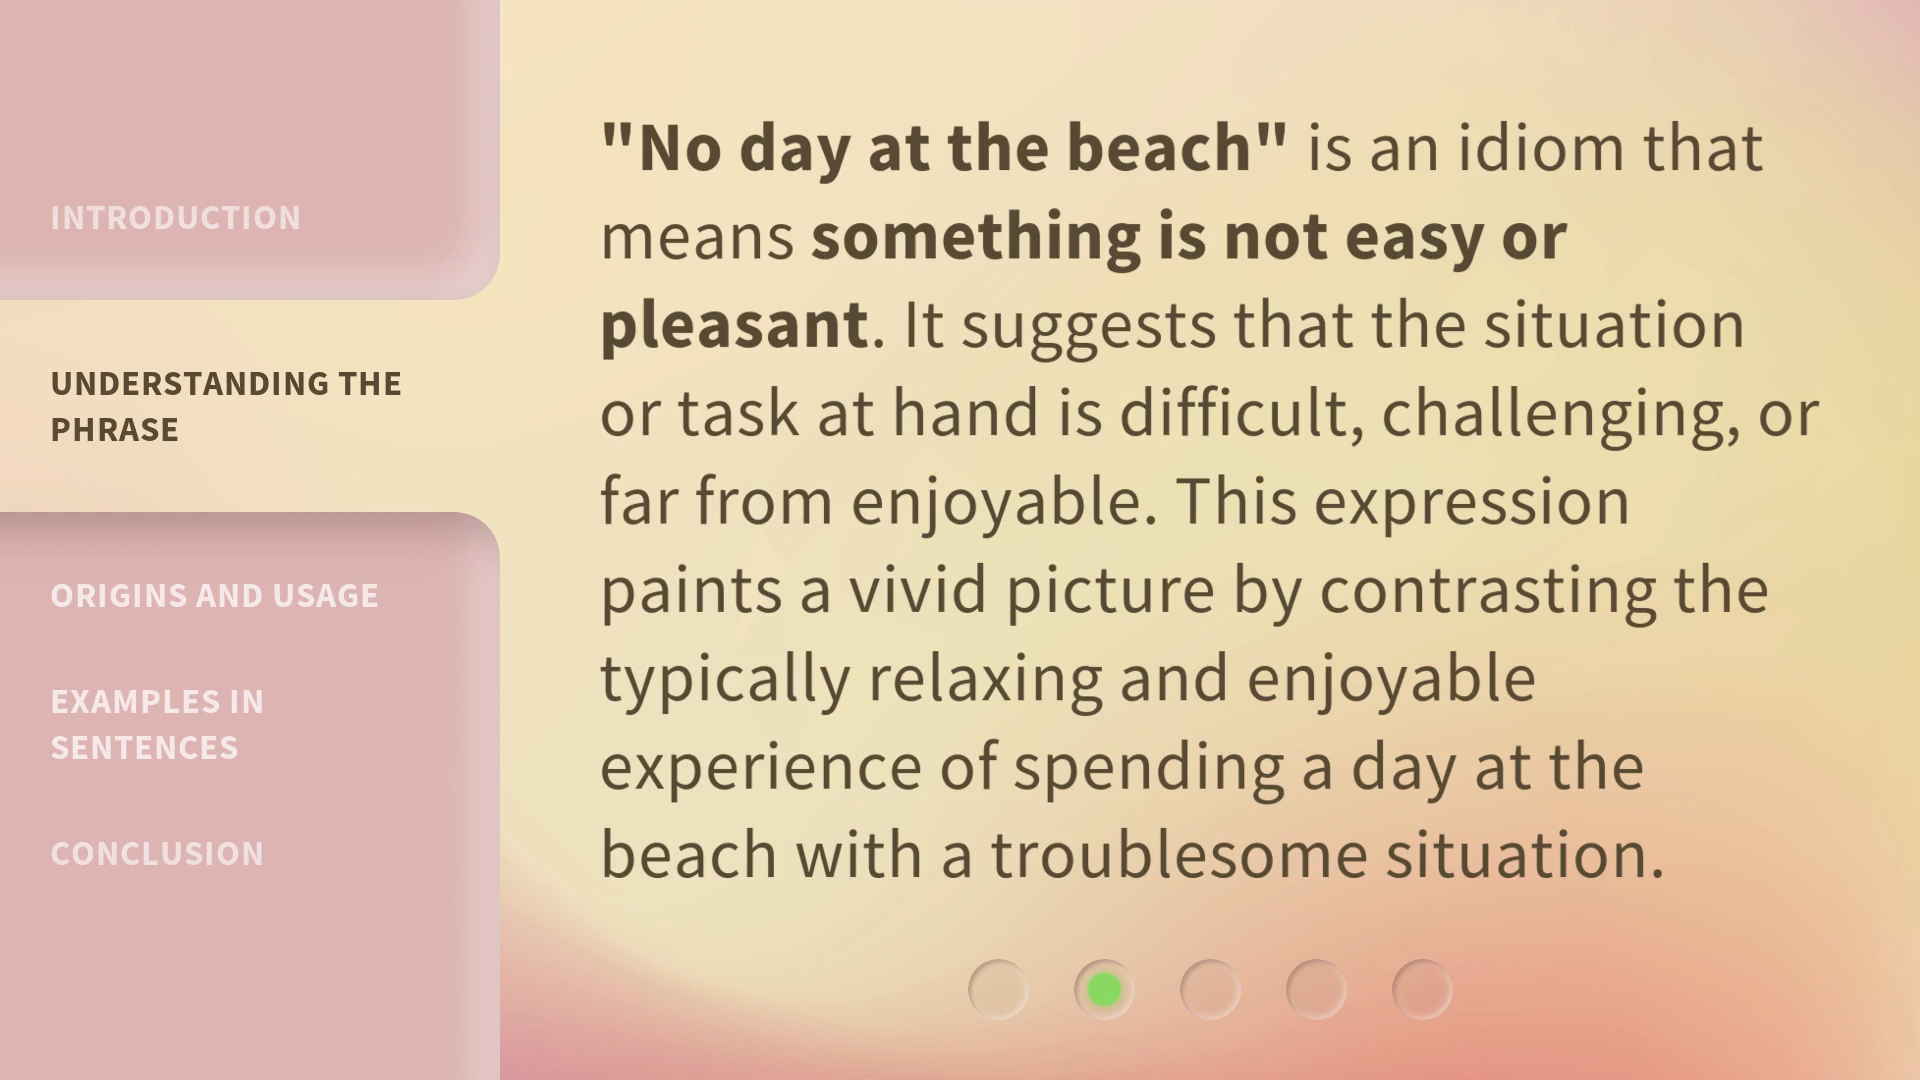 INTRODUCTION
UNDERSTANDING THE
PHRASE
ORIGINS AND USAGE
EXAMPLES IN
SENTENCES
CONCLUSION
"No day at the beach" is an idiom that
means something is not easy or
pleasant. It suggests that the situation
or task at hand is difficult, challenging, or
far from enjoyable. This expression
paints a vivid picture by contrasting the
typically relaxing and enjoyable
experience of spending a day at the
beach with a troublesome situation.